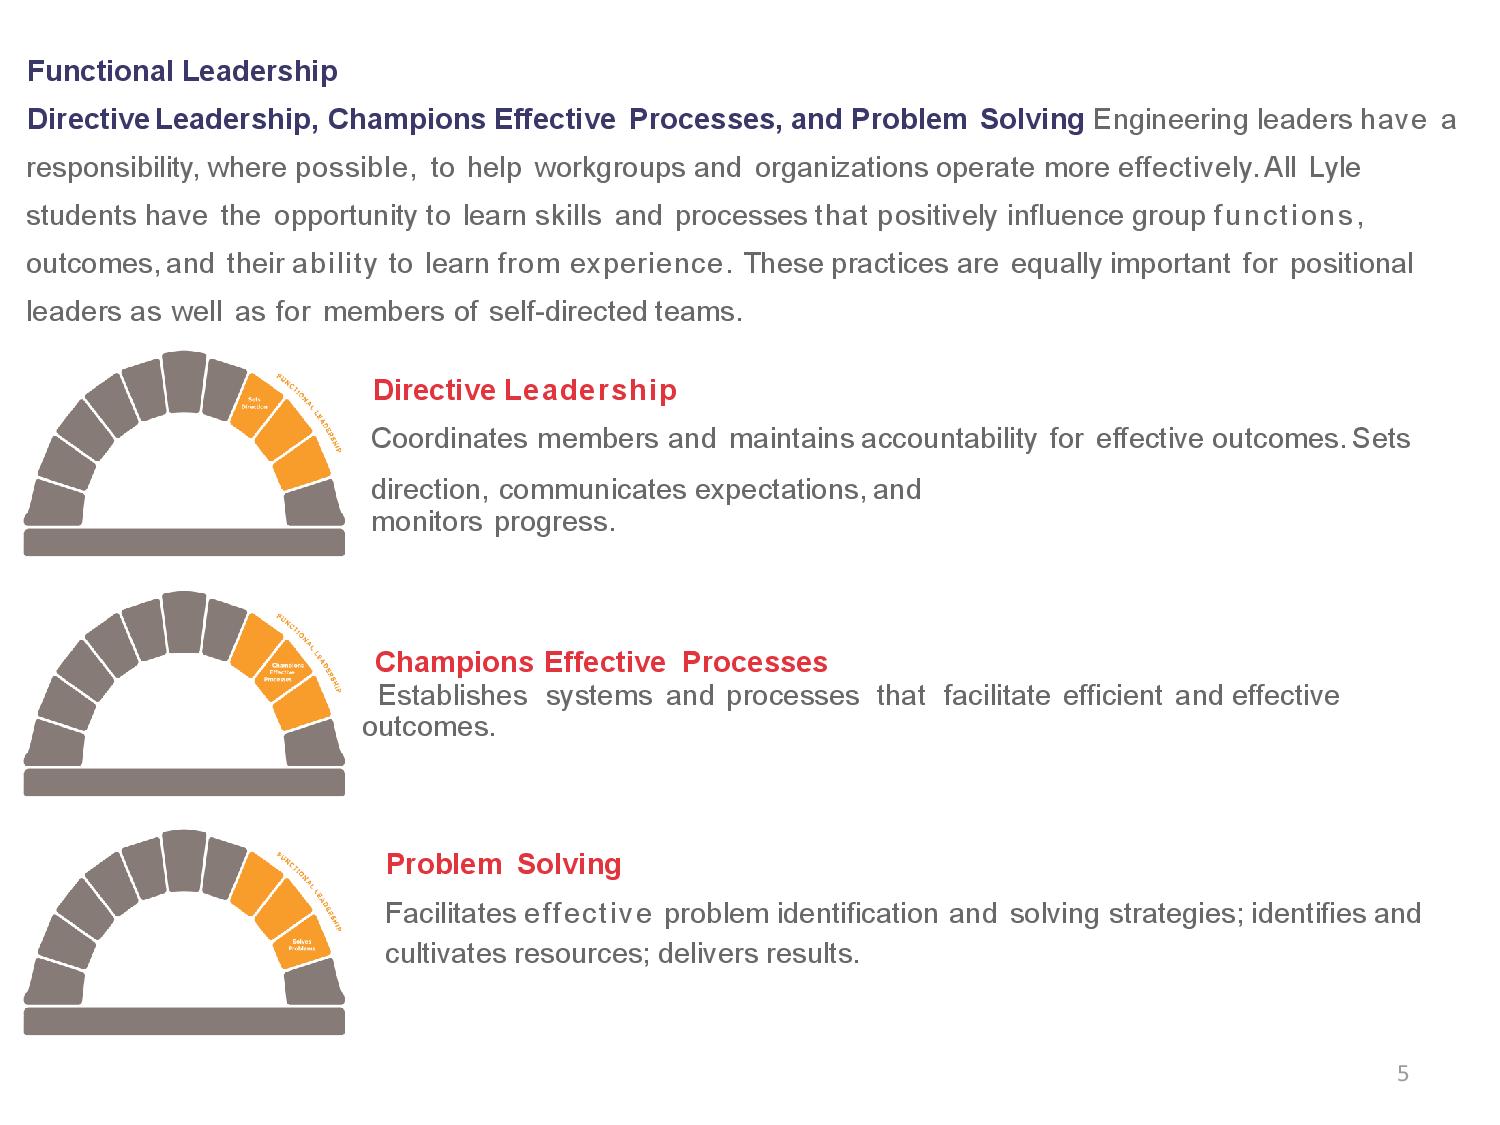 Functional Leadership
Directive Leadership, Champions Effective Processes, and Problem Solving Engineering leaders have a
responsibility, where possible, to help workgroups and organizations operate more effectively. All Lyle
students have the opportunity to learn skills and processes that positively influence group functions,
outcomes, and their ability to learn from experience. These practices are equally important for positional
leaders as well as for members of self-directed teams.
FUNCTIONAL LEADERSHIP
Sets
Direction
Directive Leadership
Coordinates members and maintains accountability for effective outcomes. Sets
direction, communicates expectations, and
monitors progress.
FUNCTIONAL LEADERSHIP
Champions
Effective
Processes
Champions Effective Processes
Establishes systems and processes that facilitate efficient and effective
outcomes.
FUNCTIONAL LEADERSHIP
Solves
Problems
Problem Solving
Facilitates effective problem identification and solving strategies; identifies and
cultivates resources; delivers results.
5